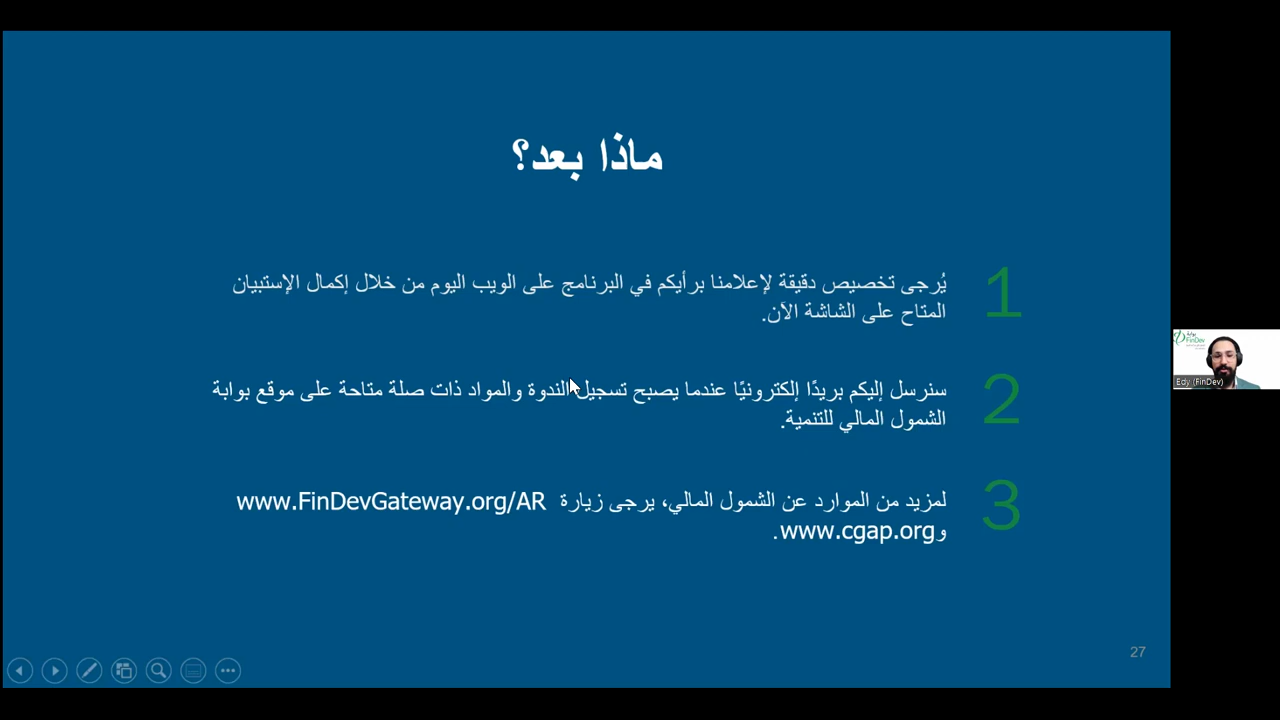 ماذا بعد؟
1
يُرجى تخصيص دقيقة لإعلامنا برأيكم في البرنامج على الويب اليوم من خلال إكمال الإستبيان
المتاح على الشاشة الآن.
2
سنرسل إليكم بريدًا إلكترونيًا عندما يصبح تسجيل الندوة والمواد ذات صلة متاحة على موقع بوابة
الشمول المالي للتنمية.
3
لمزيد من الموارد عن الشمول المالي، يرجى زيارة www.FinDevGateway.org/AR
وwww.cgap.org.
27
بوابة
FinDev
Edy (FinDev)